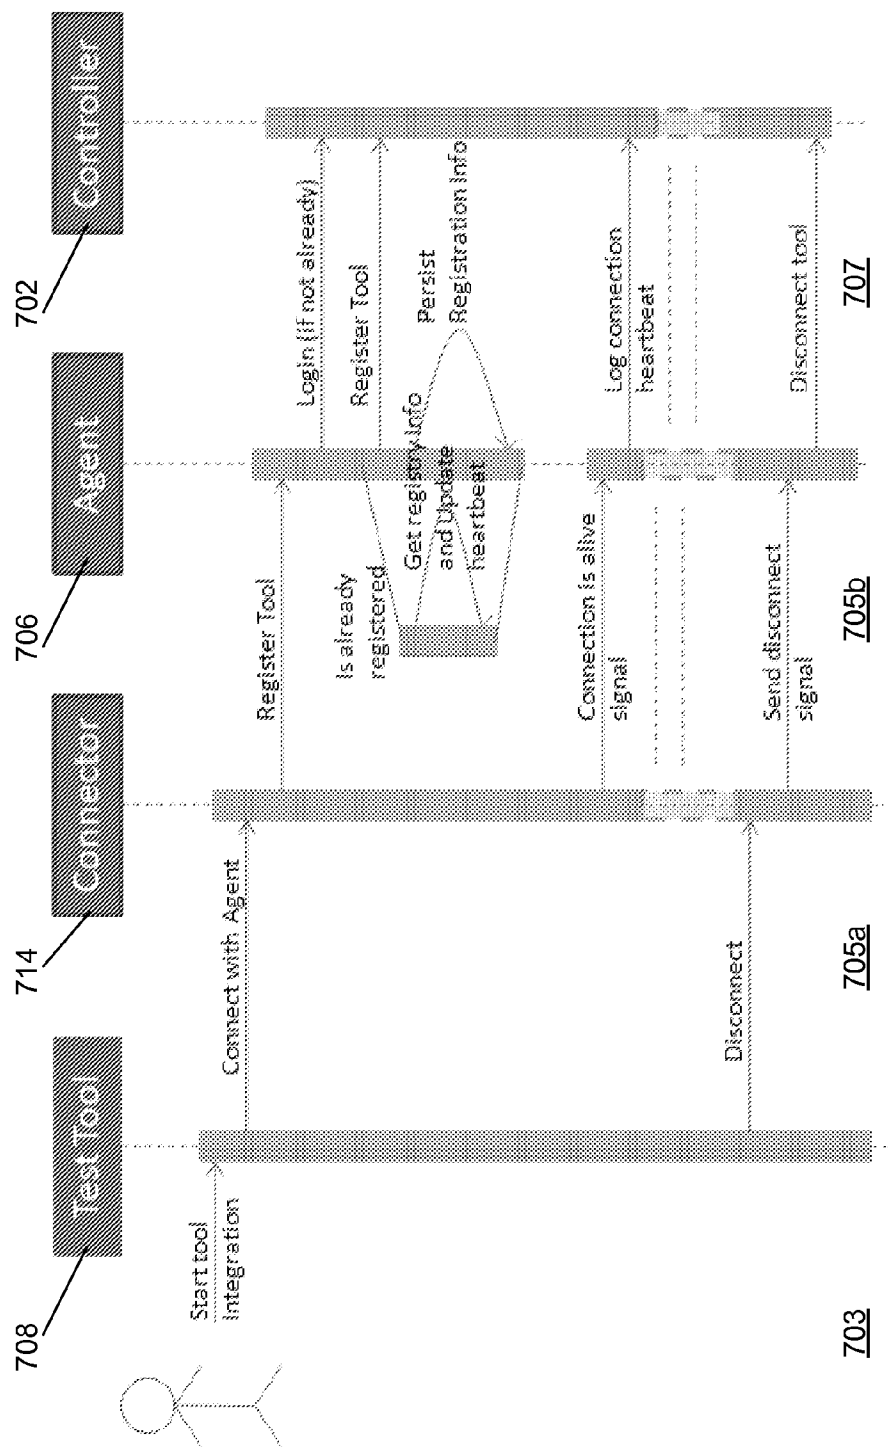 708
714
706
702
Test Tool
Connector
Agent
Controller
Start tool
Integration
Connect with Agent
Register Tool
Login (if not already)
Register Tool
Is already
registered
Get registry Info
and Update
heartbeat
Persist
Registration Info
Connection is alive
signal
Log connection
heartbeat
Disconnect
Send disconnect
signal
Disconnect tool
703
705a
705b
707